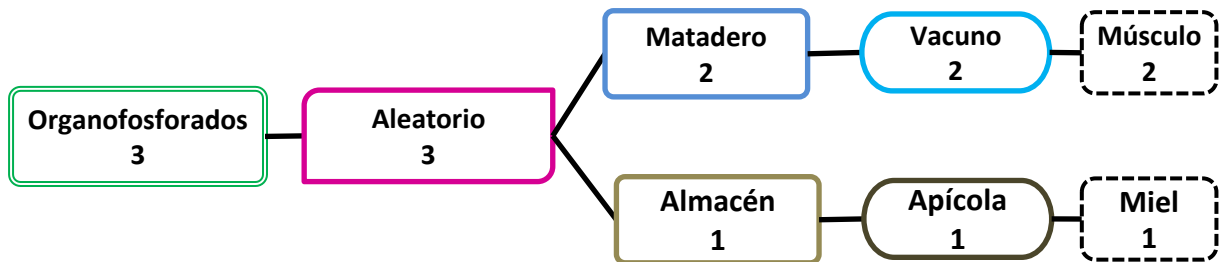 Organofosforados
3
Aleatorio
3
Matadero
2
Vacuno
2
Músculo
2
Almacén
1
Apícola
1
Miel
1